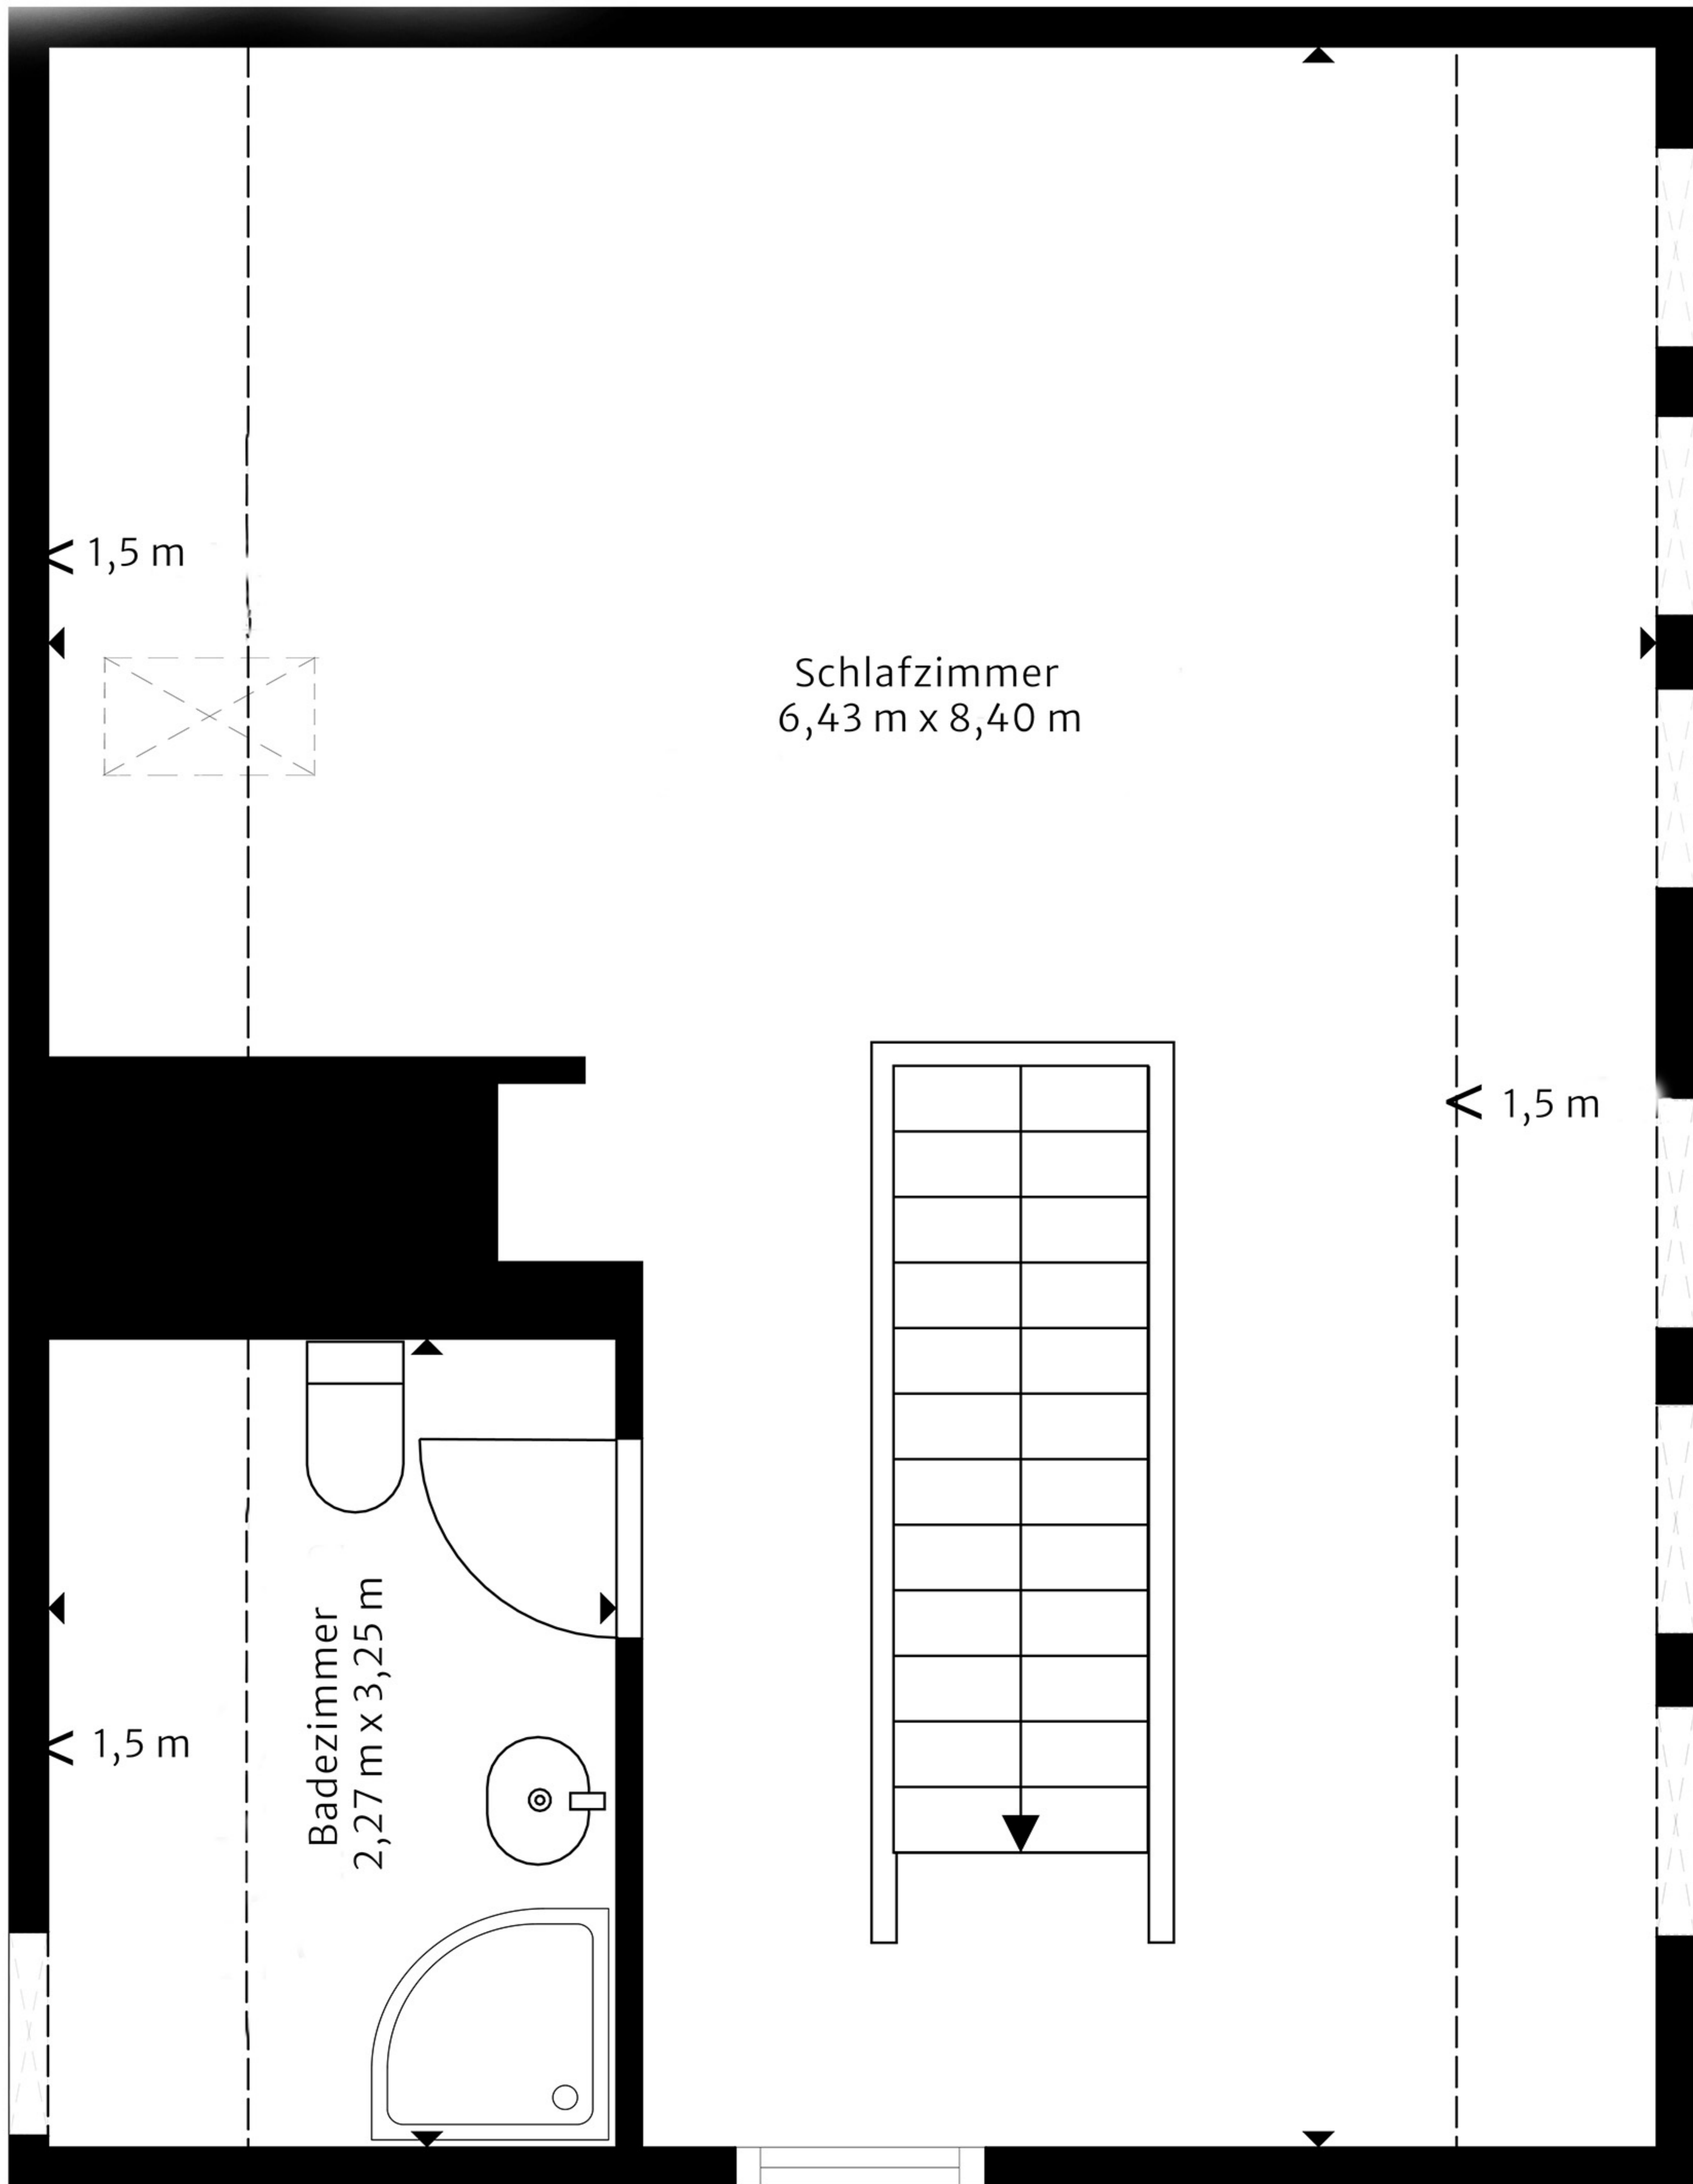 < 1,5 m
Schlafzimmer
6,43 m x 8,40 m
< 1,5 m
Badezimmer
2,27 m x 3,25 m
< 1,5 m